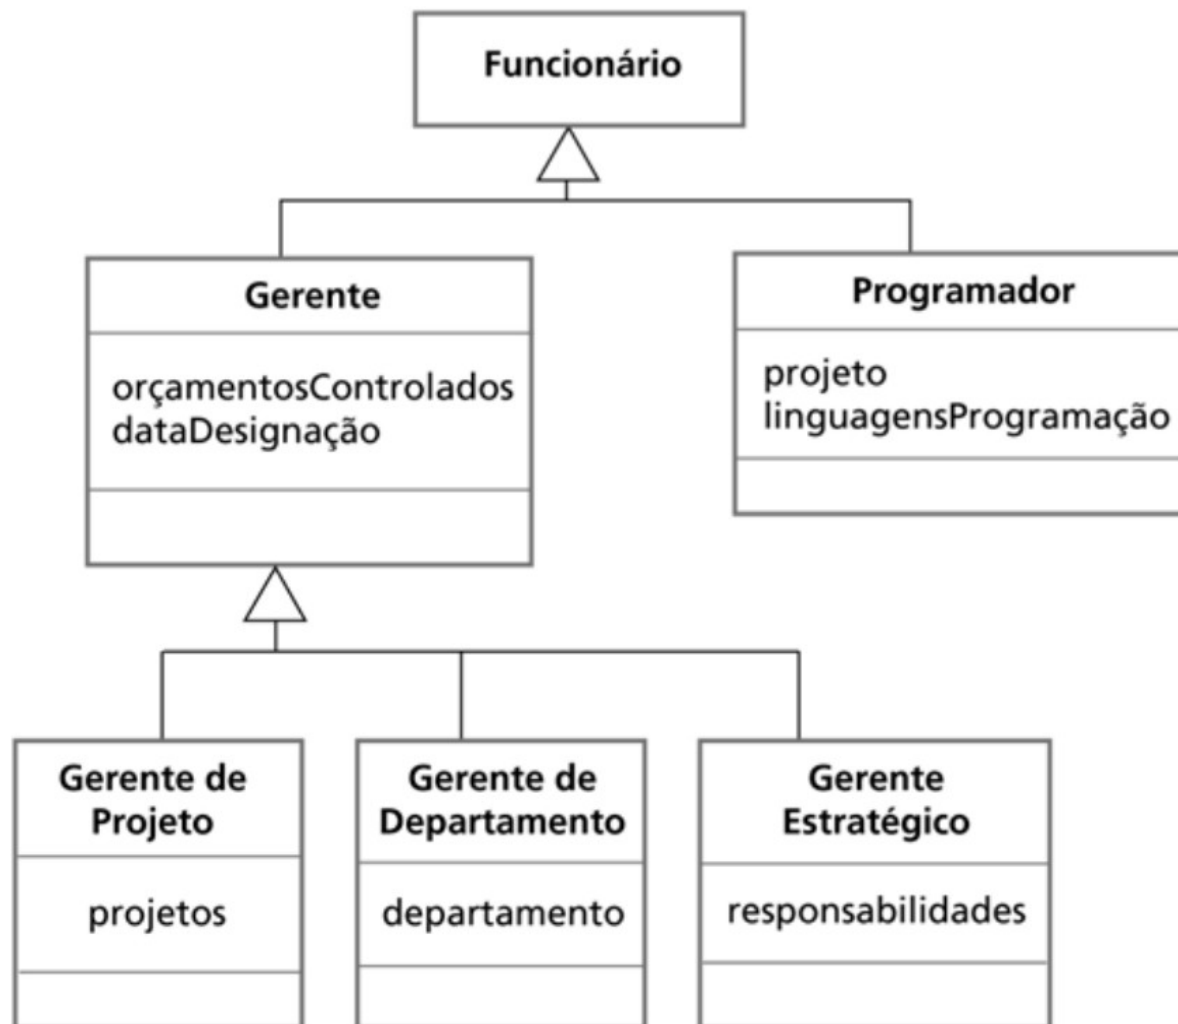 Funcionário
Gerente
orçamentosControlados
dataDesignação
Programador
projeto
linguagensProgramação
Gerente de
Projeto
projetos
Gerente de
Departamento
departamento
Gerente
Estratégico
responsabilidades